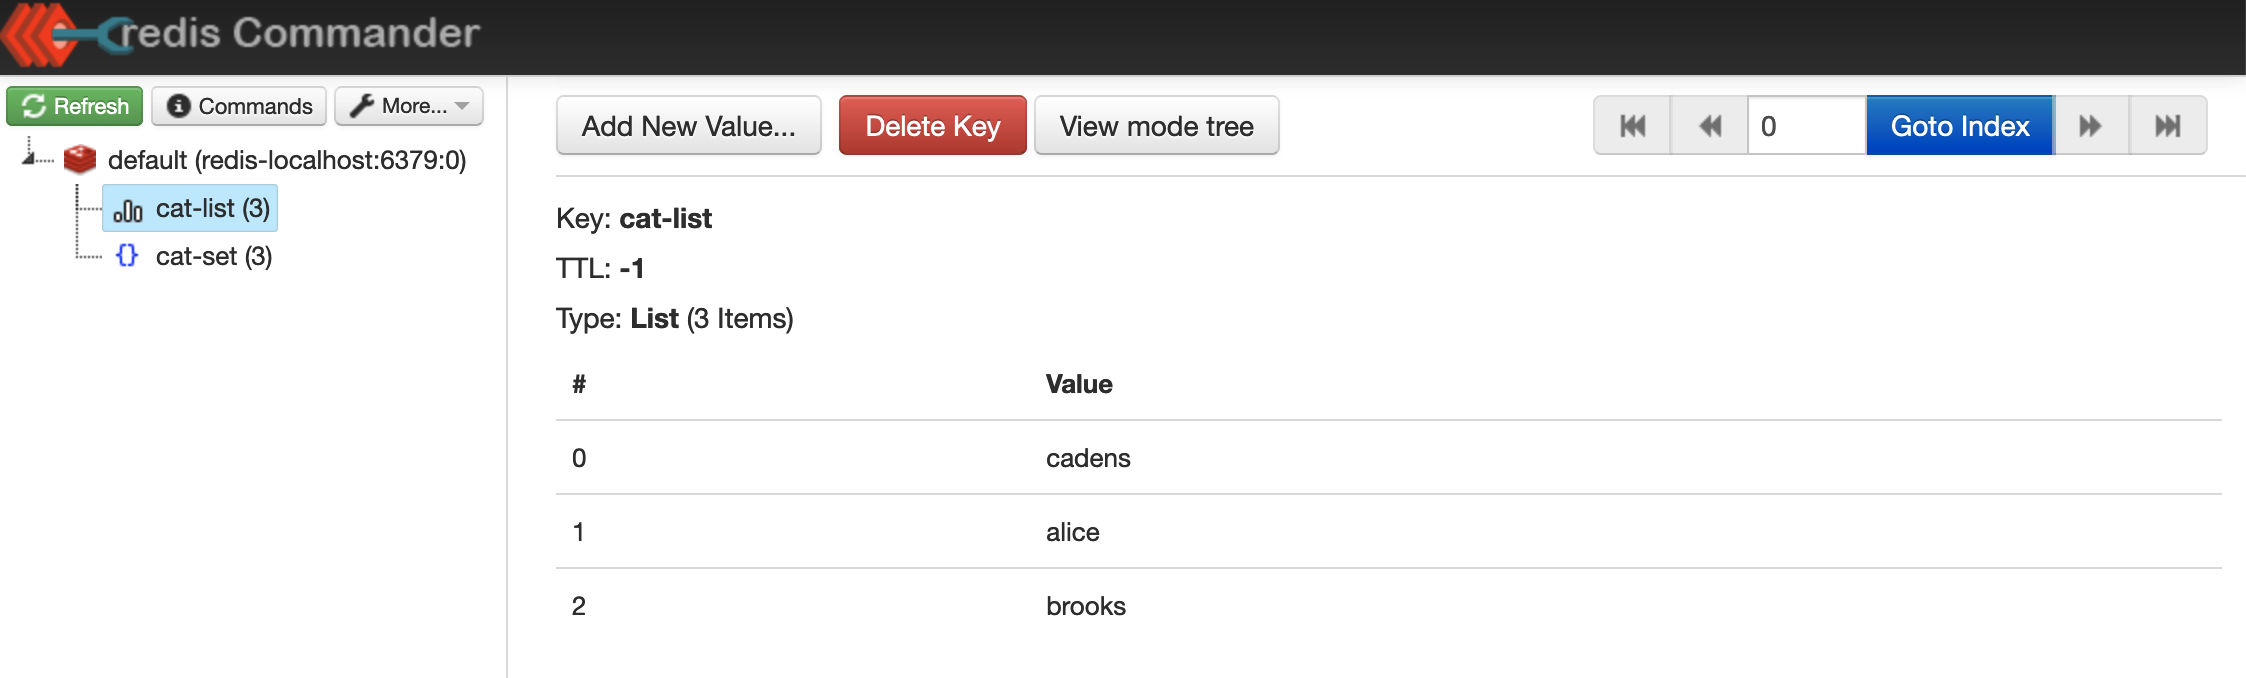 redis Commander
Refresh Commands More...
default (redis-localhost:6379:0)
cat-list (3)
cat-set (3)
Add New Value... Delete Key View mode tree 0 Goto Index
Key: cat-list
TTL: -1
Type: List (3 Items)
# Value
0 cadens
1 alice
2 brooks